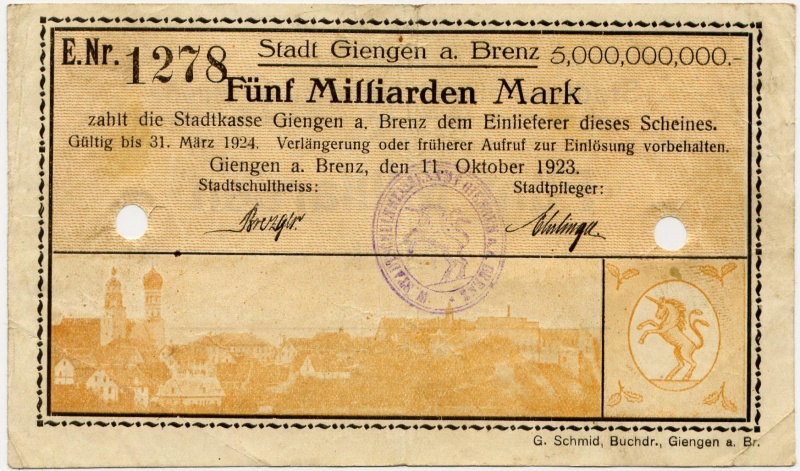 E.Nr. 1278 Stadt Giengen a. Brenz 5,000,000,000.-
Fünf Milliarden Mark
zahlt die Stadtkasse Giengen a. Brenz dem Einlieferer dieses Scheines.
Gültig bis 31. März 1924. Verlängerung oder früherer Aufruf zur Einlösung vorbehalten.
Giengen a. Brenz, den 11. Oktober 1923.
Stadtschultheiss: Stadtpfleger:
G. Schmid, Buchdr., Giengen a. Br.